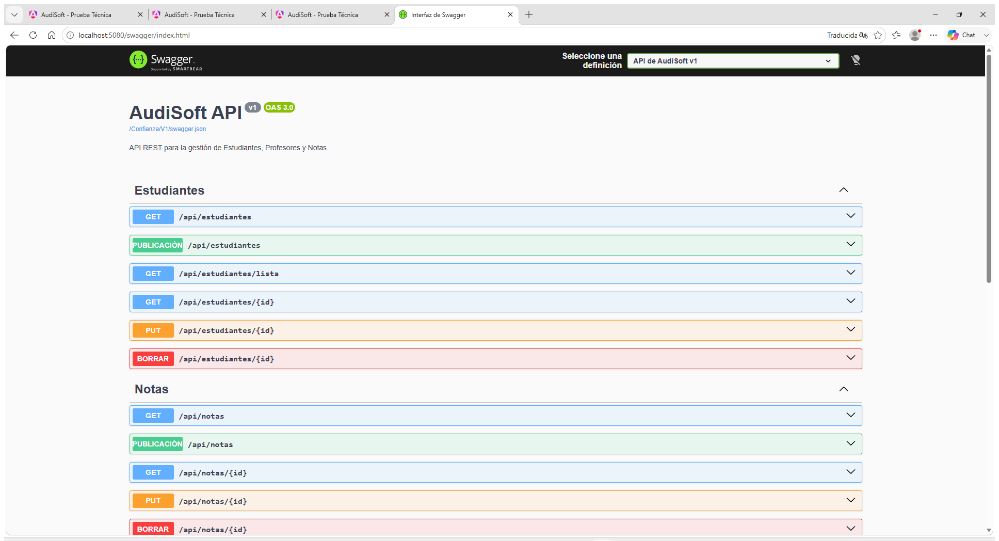 AudiSoft - Prueba Técnica
AudiSoft - Prueba Técnica
AudiSoft - Prueba Técnica
Interfaz de Swagger
localhost:5080/swagger/index.html
Traducida
Chat
Swagger
Supported by SMARTBEAR
Seleccione una definición
API de AudiSoft v1
AudiSoft API v1 OAS 3.0
/Confianza/V1/swagger.json
API REST para la gestión de Estudiantes, Profesores y Notas.
Estudiantes
GET /api/estudiantes
PUBLICACIÓN /api/estudiantes
GET /api/estudiantes/lista
GET /api/estudiantes/{id}
PUT /api/estudiantes/{id}
BORRAR /api/estudiantes/{id}
Notas
GET /api/notas
PUBLICACIÓN /api/notas
GET /api/notas/{id}
PUT /api/notas/{id}
BORRAR /api/notas/{id}